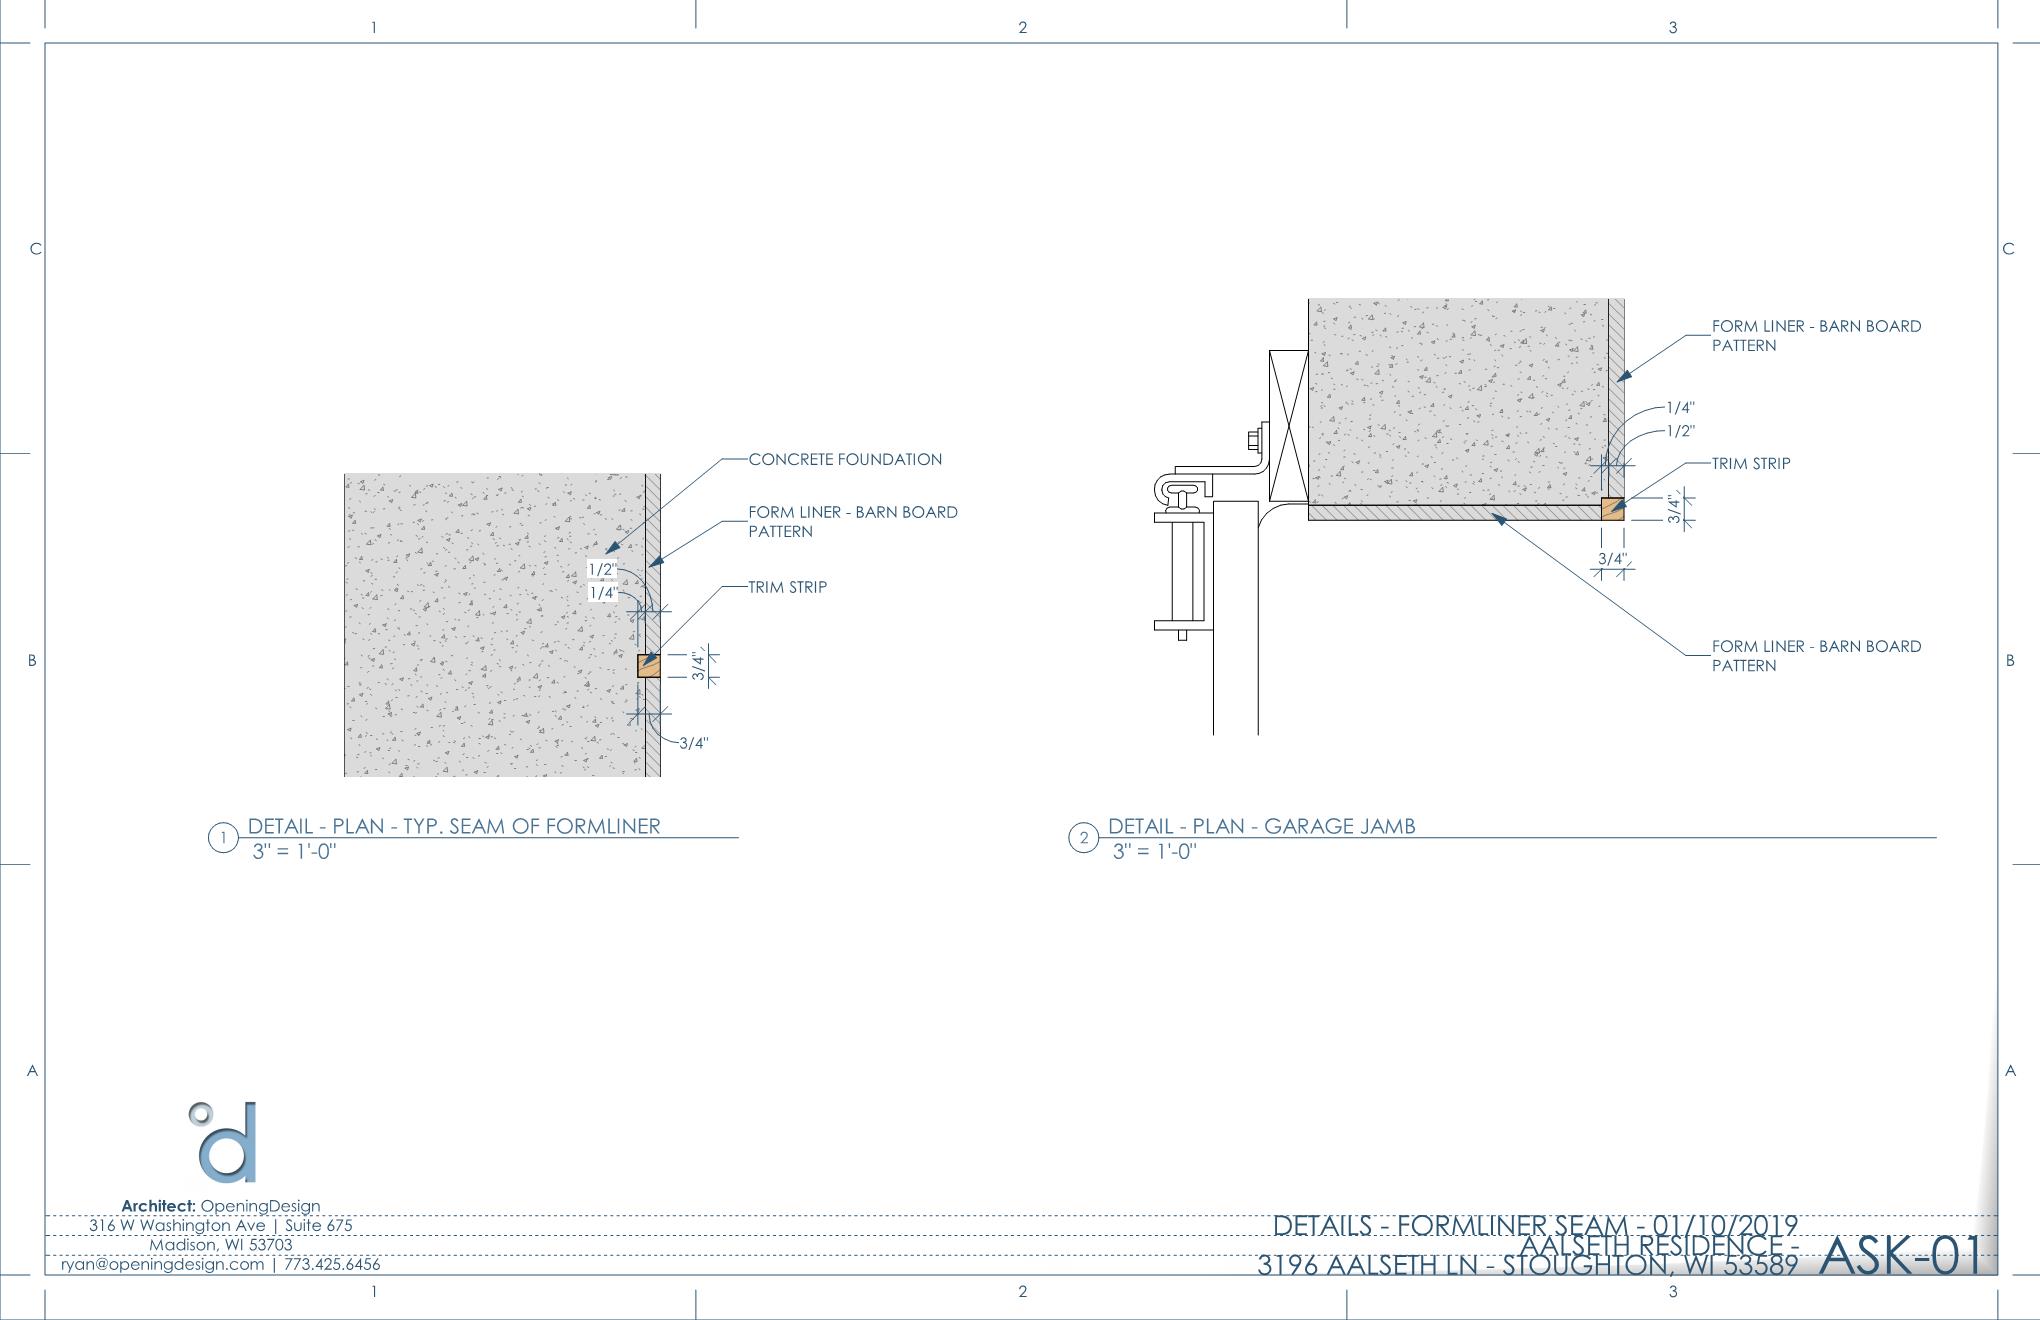 1
2
3
C
C
FORM LINER - BARN BOARD
PATTERN
1/4"
1/2"
TRIM STRIP
3/4"
3/4"
FORM LINER - BARN BOARD
PATTERN
CONCRETE FOUNDATION
FORM LINER - BARN BOARD
PATTERN
1/2"
1/4"
TRIM STRIP
3/4"
3/4"
B
B
1
DETAIL - PLAN - TYP. SEAM OF FORMLINER
3" = 1'-0"
2
DETAIL - PLAN - GARAGE JAMB
3" = 1'-0"
A
A
d
Architect: OpeningDesign
316 W Washington Ave | Suite 675
Madison, WI 53703
ryan@openingdesign.com | 773.425.6456
DETAILS - FORMLINER SEAM - 01/10/2019
AALSETH RESIDENCE -
3196 AALSETH LN - STOUGHTON, WI 53589
ASK-01
1
2
3